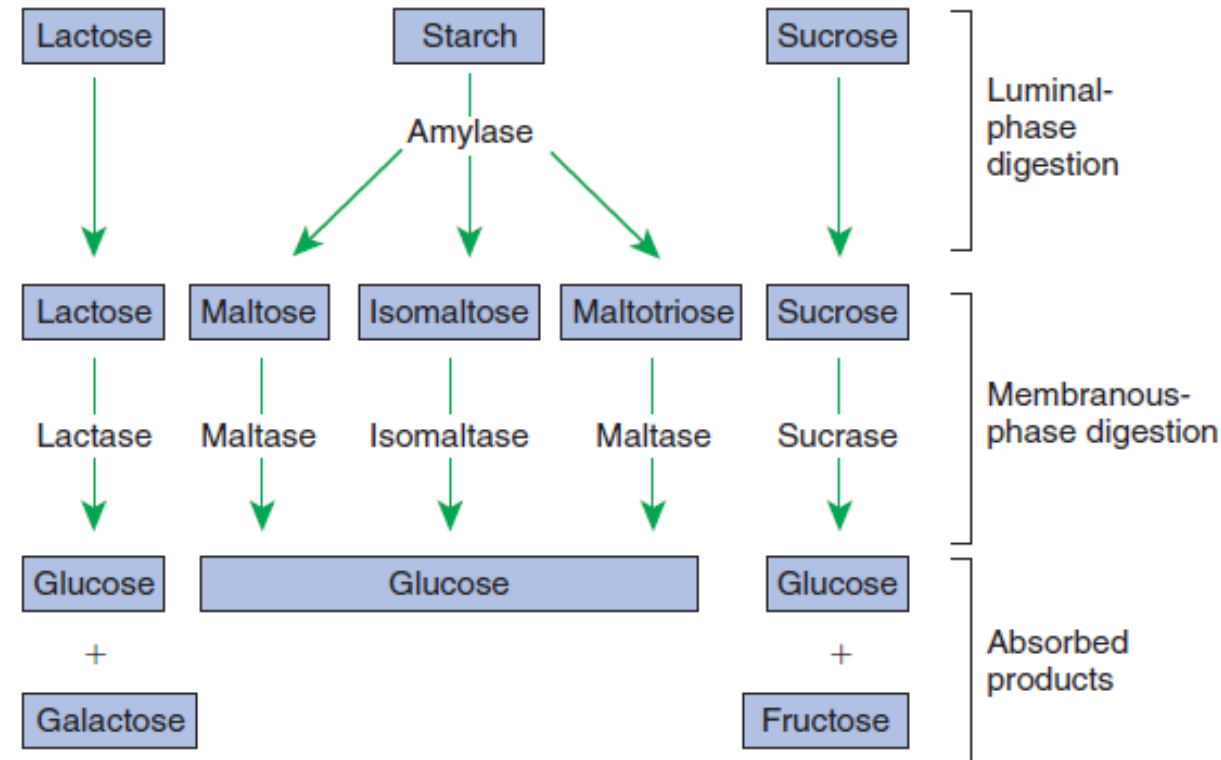 Lactose
Starch
Sucrose
Luminal-
phase
digestion
Amylase
Lactose
Maltose
Isomaltose
Maltotriose
Sucrose
Membranous-
phase digestion
Lactase
Maltase
Isomaltase
Maltase
Sucrase
Glucose
Glucose
Glucose
+
+
Absorbed
products
Galactose
Fructose